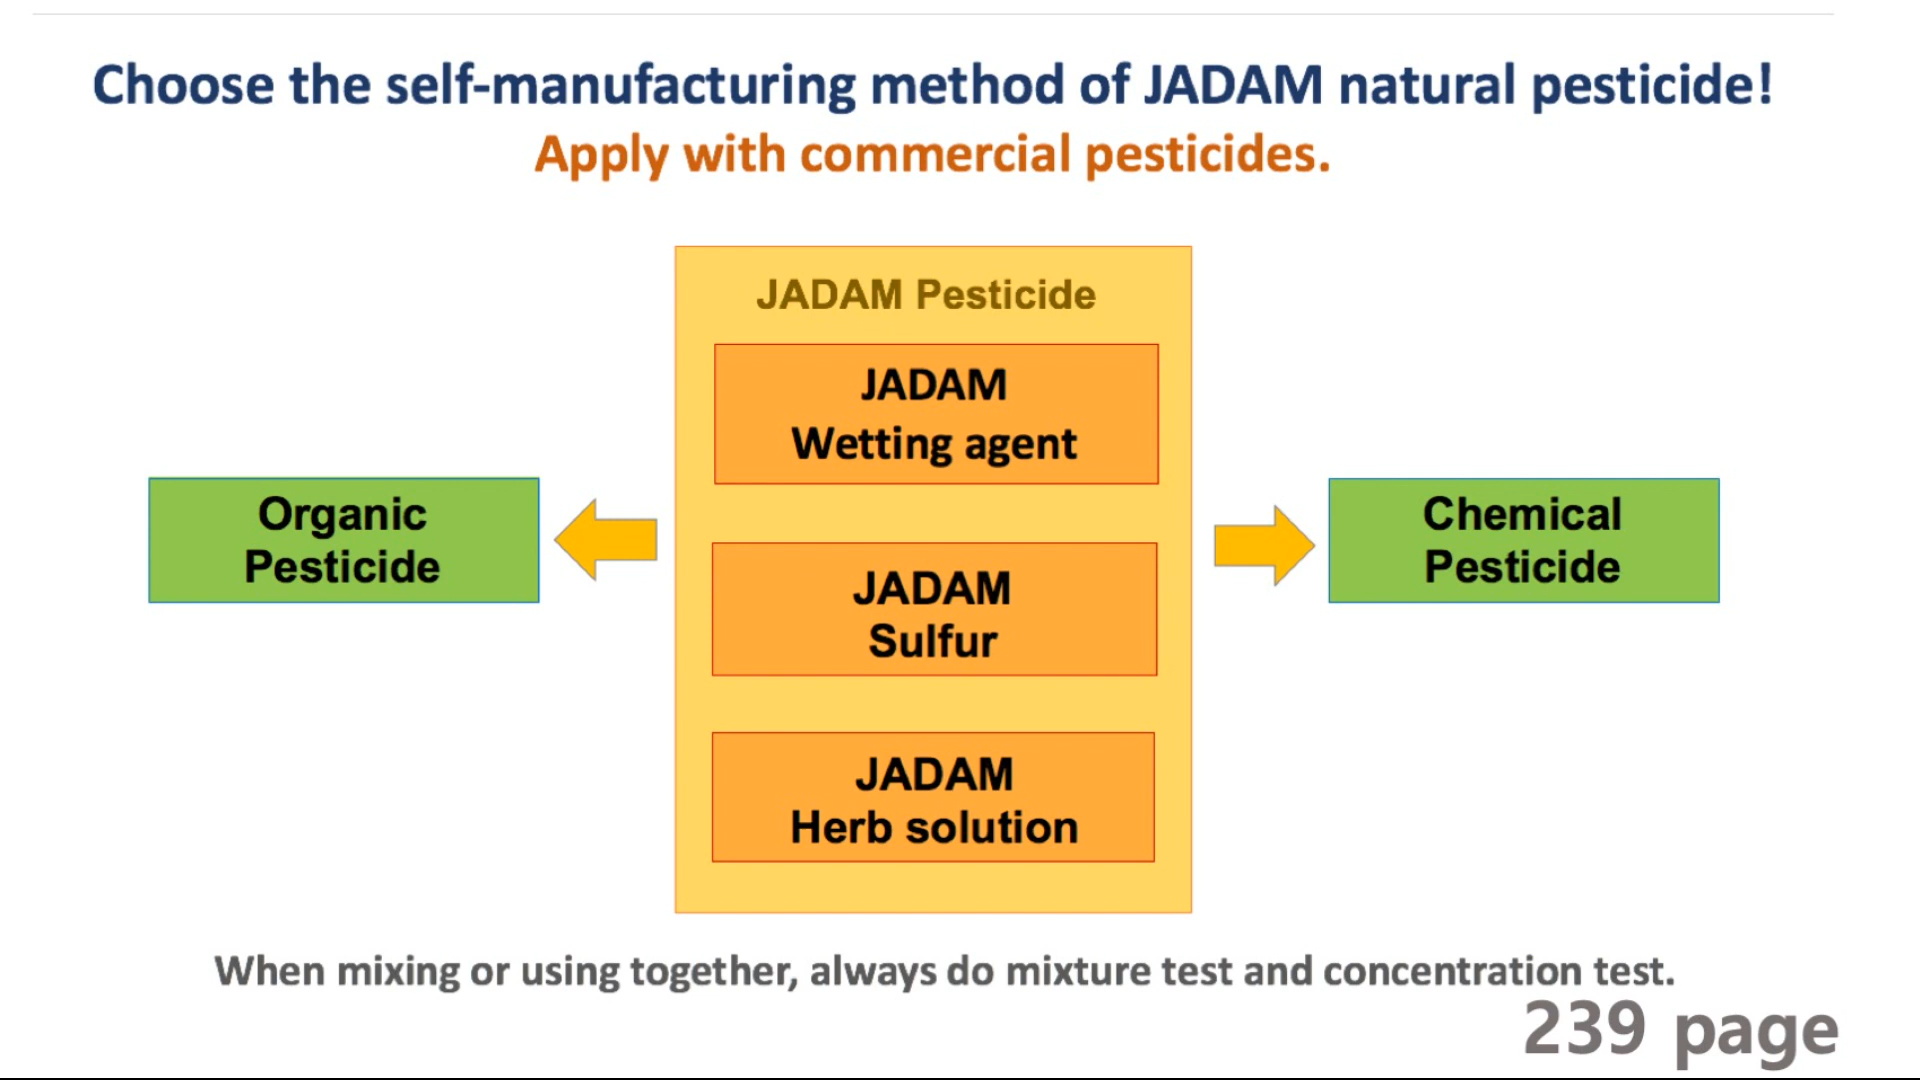 Choose the self-manufacturing method of JADAM natural pesticide!
Apply with commercial pesticides.
JADAM Pesticide
JADAM
Wetting agent
Organic
Pesticide
Chemical
Pesticide
JADAM
Sulfur
JADAM
Herb solution
When mixing or using together, always do mixture test and concentration test.
239 page